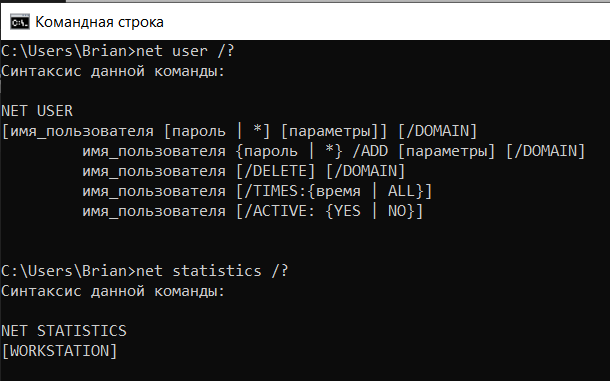 Командная строка
C:\Users\Brian>net user /?
Синтаксис данной команды:
NET USER
[имя_пользователя [пароль | *] [параметры]] [/DOMAIN]
имя_пользователя {пароль | *} /ADD [параметры] [/DOMAIN]
имя_пользователя [/DELETE] [/DOMAIN]
имя_пользователя [/TIMES:{время | ALL}]
имя_пользователя [/ACTIVE: {YES | NO}]
C:\Users\Brian>net statistics /?
Синтаксис данной команды:
NET STATISTICS
[WORKSTATION]